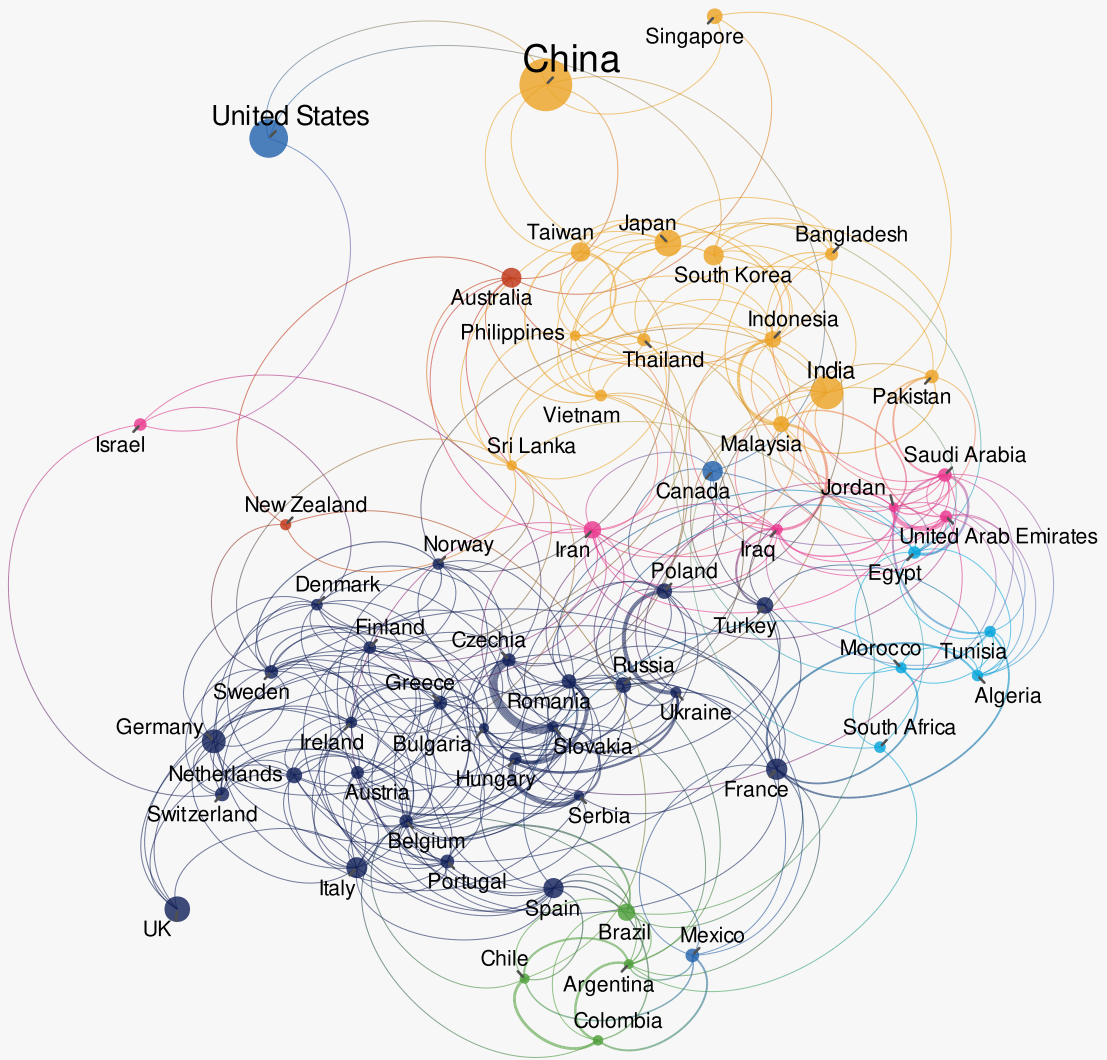 Singapore
China
United States
Taiwan
Japan
Bangladesh
South Korea
Australia
Philippines
Indonesia
Thailand
India
Pakistan
Vietnam
Israel
Sri Lanka
Malaysia
Saudi Arabia
Canada
Jordan
New Zealand
United Arab Emirates
Norway
Iran
Iraq
Egypt
Denmark
Poland
Finland
Turkey
Czechia
Morocco
Tunisia
Russia
Sweden
Greece
Romania
Algeria
Ukraine
Germany
South Africa
Ireland
Bulgaria
Slovakia
Netherlands
Hungary
Austria
France
Switzerland
Serbia
Belgium
Italy
Portugal
Spain
UK
Brazil
Mexico
Chile
Argentina
Colombia